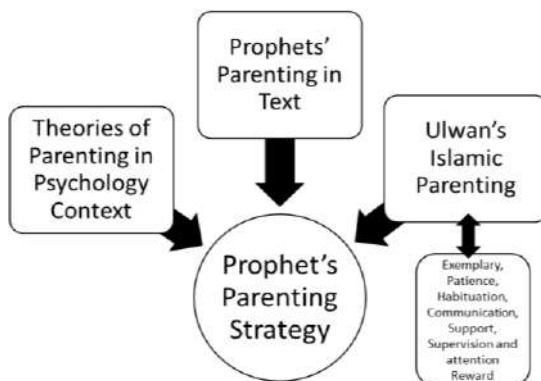 Prophets'
Parenting in
Text
Theories of
Parenting in
Psychology
Context
Ulwan's
Islamic
Parenting
Prophet's
Parenting
Strategy
Exemplary,
Patience,
Habituation,
Communication,
Support,
Supervision and
attention
Reward